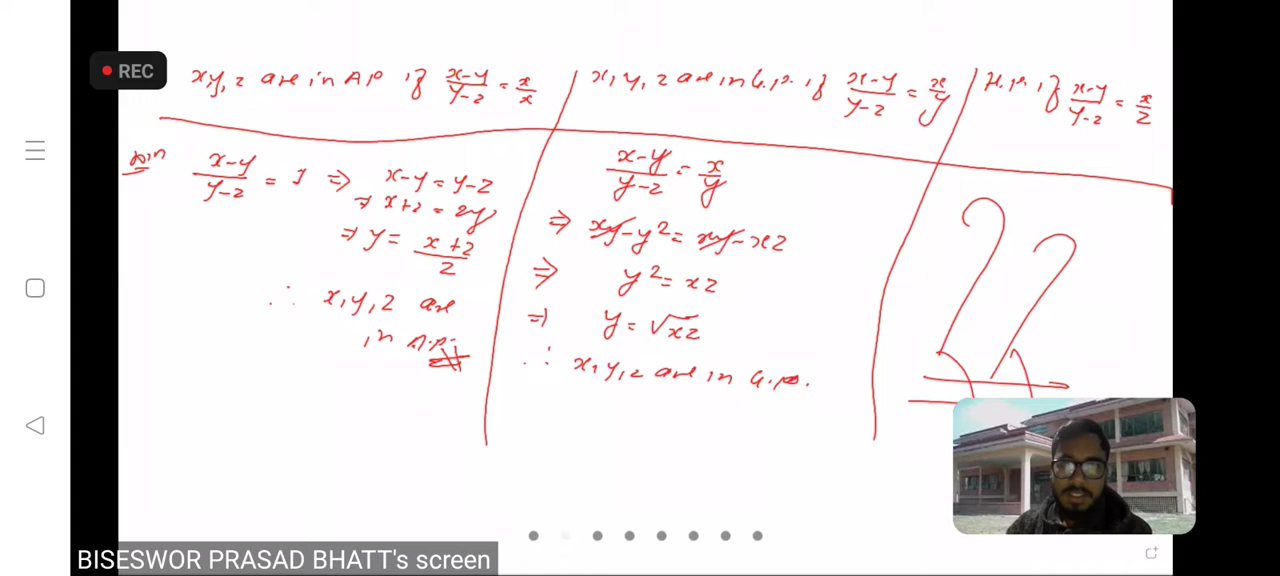 REC
x,y,z are in AP if x-y/y-z = x/x
x, y, z are in G.P. if x-y/y-z = x/y
H.P. if x-y/y-z = x/z
x-y/y-z = 1 ⇒ x-y = y-z
⇒ x+z = 2y
⇒ y = x+z/2
∴ x,y,z are
in A.P.
x-y/y-z = x/y
⇒ xy-y² = xy-xz
⇒ y² = xz
⇒ y = √xz
∴ x,y,z are in G.P.
??
BISESWOR PRASAD BHATT's screen